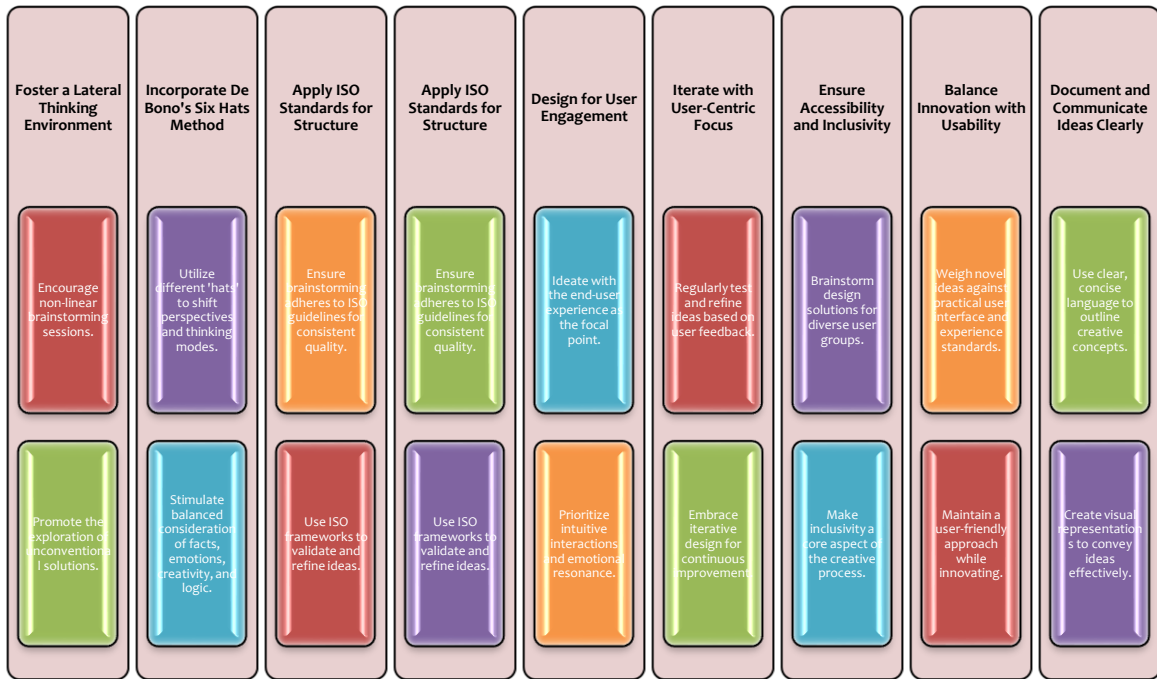 Foster a Lateral
Thinking
Environment
Encourage
non-linear
brainstorming
sessions.
Promote the
exploration of
unconventiona
l solutions.
Incorporate De
Bono's Six Hats
Method
Utilize
different 'hats'
to shift
perspectives
and thinking
modes.
Stimulate
balanced
consideration
of facts,
emotions,
creativity, and
logic.
Apply ISO
Standards for
Structure
Ensure
brainstorming
adheres to ISO
guidelines for
consistent
quality.
Use ISO
frameworks to
validate and
refine ideas.
Apply ISO
Standards for
Structure
Ensure
brainstorming
adheres to ISO
guidelines for
consistent
quality.
Use ISO
frameworks to
validate and
refine ideas.
Design for User
Engagement
Ideate with
the end-user
experience as
the focal
point.
Prioritize
intuitive
interactions
and emotional
resonance.
Iterate with
User-Centric
Focus
Regularly test
and refine
ideas based on
user feedback.
Embrace
iterative
design for
continuous
improvement.
Ensure
Accessibility
and Inclusivity
Brainstorm
design
solutions for
diverse user
groups.
Make
inclusivity a
core aspect of
the creative
process.
Balance
Innovation with
Usability
Weigh novel
ideas against
practical user
interface and
experience
standards.
Maintain a
user-friendly
approach
while
innovating.
Document and
Communicate
Ideas Clearly
Use clear,
concise
language to
outline
creative
concepts.
Create visual
representation
s to convey
ideas
effectively.